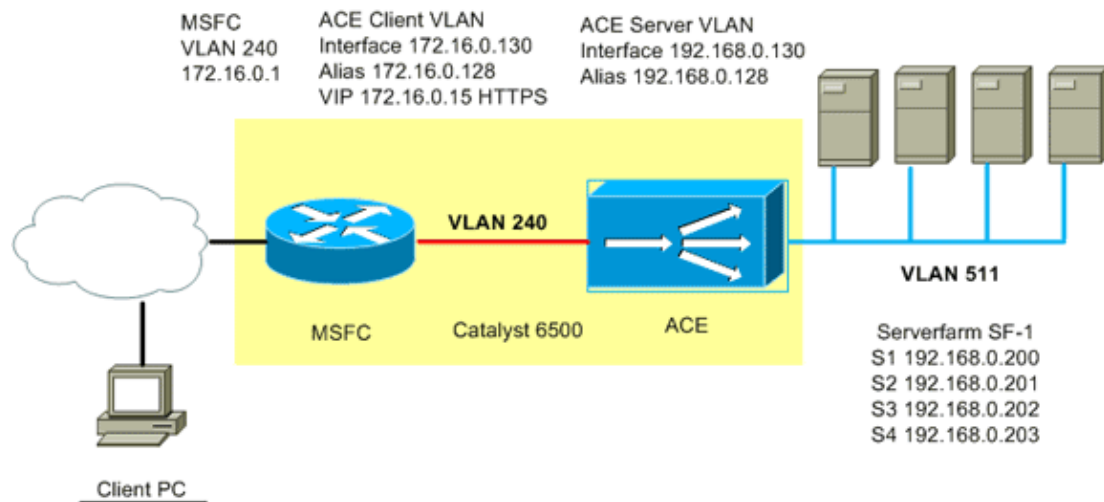 MSFC
VLAN 240
172.16.0.1
ACE Client VLAN
Interface 172.16.0.130
Alias 172.16.0.128
VIP 172.16.0.15 HTTPS
ACE Server VLAN
Interface 192.168.0.130
Alias 192.168.0.128
VLAN 240
MSFC
Catalyst 6500
ACE
VLAN 511
Serverfarm SF-1
S1 192.168.0.200
S2 192.168.0.201
S3 192.168.0.202
S4 192.168.0.203
Client PC